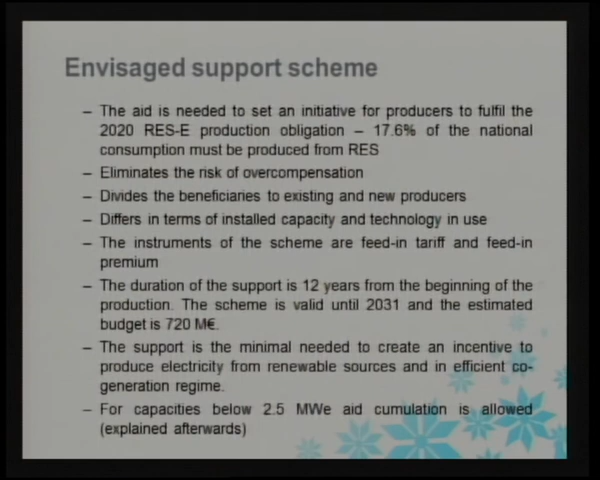 Envisaged support scheme
– The aid is needed to set an initiative for producers to fulfil the
2020 RES-E production obligation – 17.6% of the national
consumption must be produced from RES
– Eliminates the risk of overcompensation
– Divides the beneficiaries to existing and new producers
– Differs in terms of installed capacity and technology in use
– The instruments of the scheme are feed-in tariff and feed-in
premium
– The duration of the support is 12 years from the beginning of the
production. The scheme is valid until 2031 and the estimated
budget is 720 M€.
– The support is the minimal needed to create an incentive to
produce electricity from renewable sources and in efficient co-
generation regime.
– For capacities below 2.5 MWe aid cumulation is allowed
(explained afterwards)